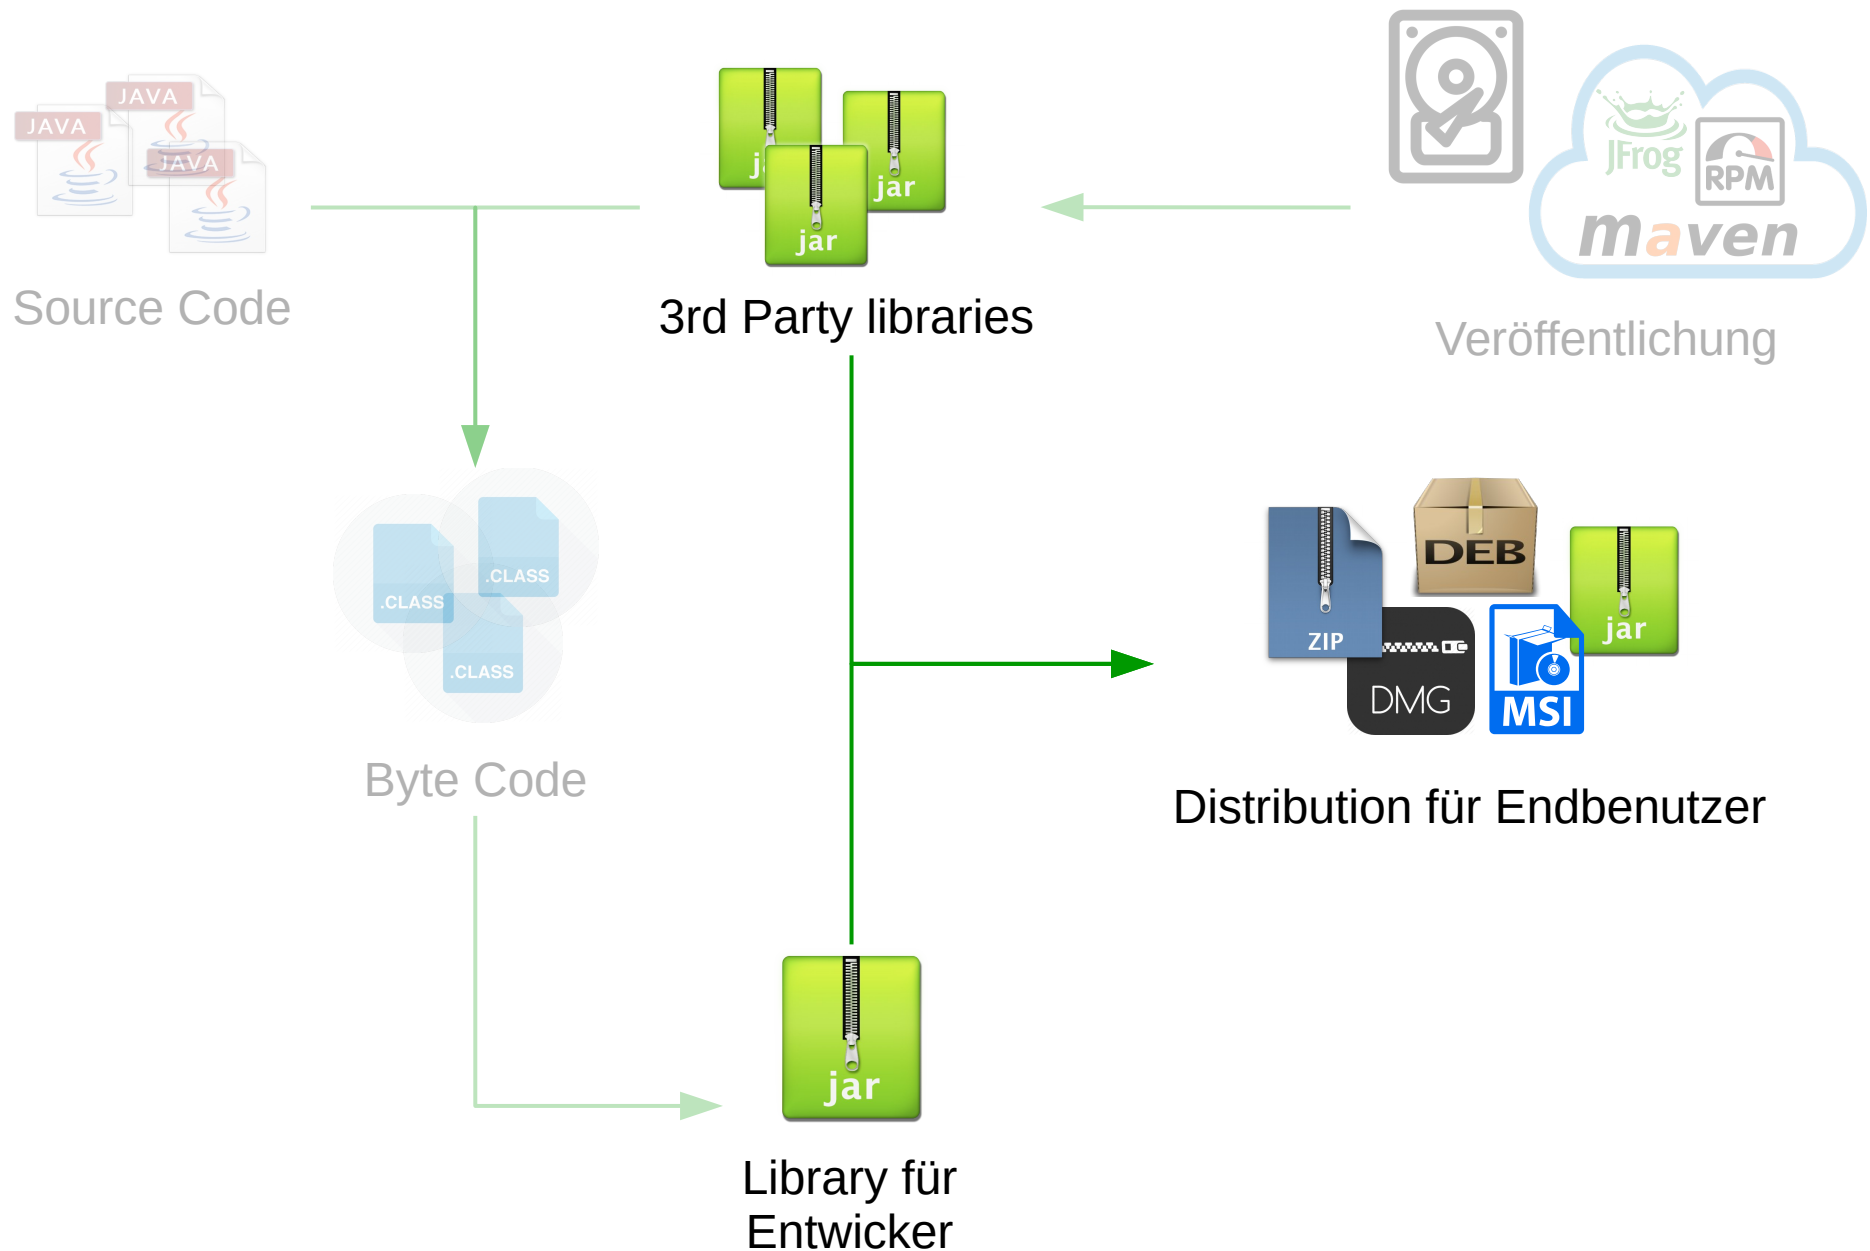 JAVA
JAVA
JAVA
Source Code
jar
jar
jar
3rd Party libraries
JFrog
RPM
maven
Veröffentlichung
.CLASS
.CLASS
.CLASS
Byte Code
ZIP
DEB
jar
DMG
MSI
Distribution für Endbenutzer
jar
Library für
Entwicker